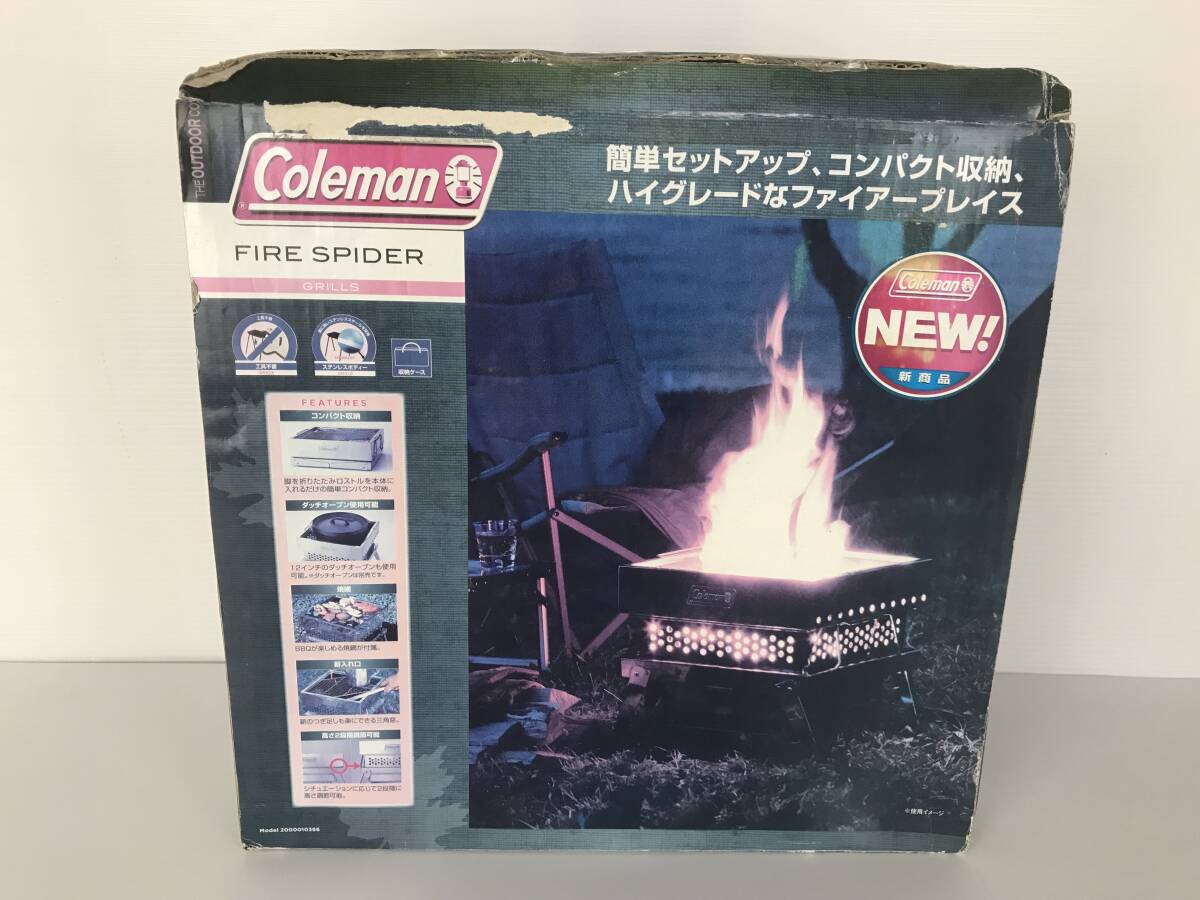 THE OUTDOOR CO
Coleman
簡単セットアップ、コンパクト収納、
ハイグレードなファイアープレイス
FIRE SPIDER
GRILLS
Coleman
NEW!
新商品
工具不要
工具不要
ステンレスボディー
収納ケース
FEATURES
コンパクト収納
脚を折りたたみロストルを本体に
入れるだけの簡単コンパクト収納。
ダッチオーブン使用可能
12インチのダッチオーブンも使用
可能。※ダッチオーブンは別売です。
焼網
BBQが楽しめる焼網が付属。
薪入れ口
薪のつぎ足しも楽にできる三角窓。
高さ2段階調節可能
シチュエーションに応じて2段階に
高さ調節可能。
Coleman
※使用イメージ
Model 2000010366